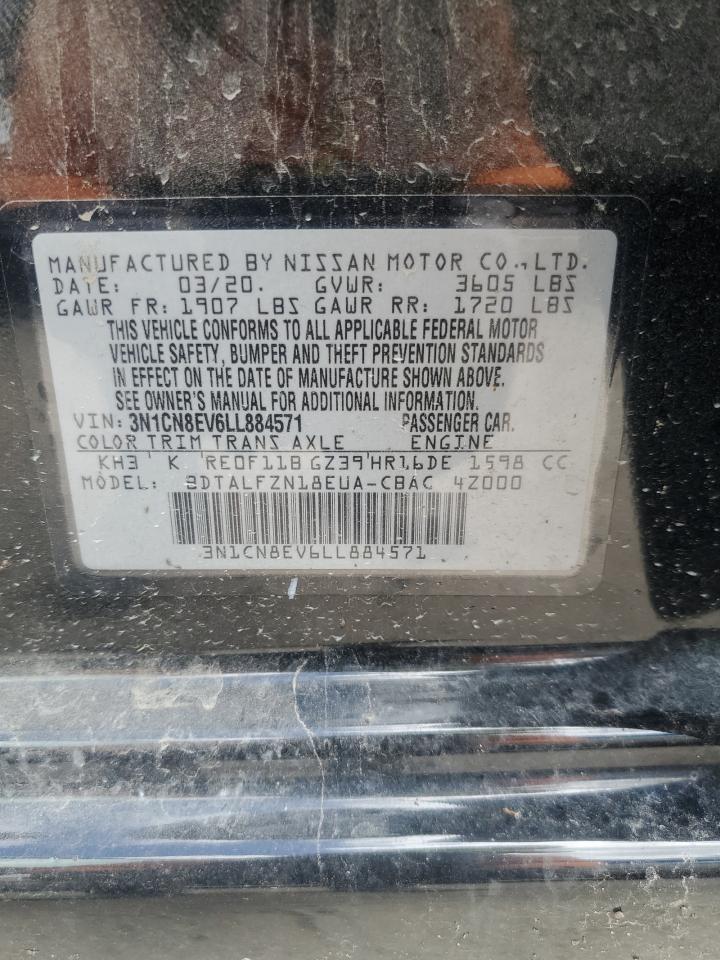 MANUFACTURED BY NISSAN MOTOR CO., LTD.
DATE: 03/20. GVWR: 3605 LBS
GAWR FR: 1907 LBS GAWR RR: 1720 LBS
THIS VEHICLE CONFORMS TO ALL APPLICABLE FEDERAL MOTOR
VEHICLE SAFETY, BUMPER AND THEFT PREVENTION STANDARDS
IN EFFECT ON THE DATE OF MANUFACTURE SHOWN ABOVE.
SEE OWNER'S MANUAL FOR ADDITIONAL INFORMATION.
VIN: 3N1CN8EV6LL884571 PASSENGER CAR.
COLOR TRIM TRANS AXLE ENGINE
KH3 K RE0F11B GZ39 HR16DE 1598 CC
MODEL: BDTALFZN18EUA-CBAC 4Z000
3N1CN8EV6LL884571